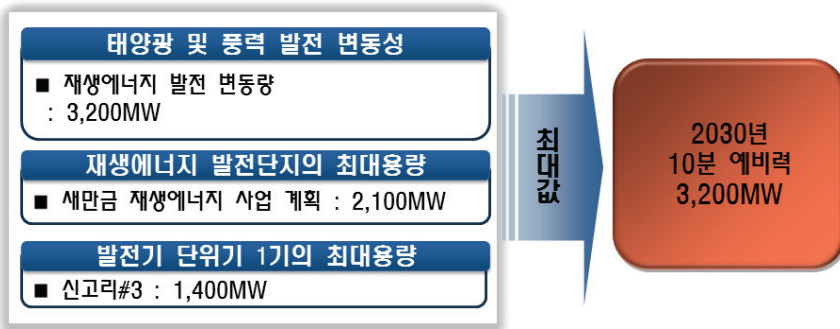 태양광 및 풍력 발전 변동성
■ 재생에너지 발전 변동량
: 3,200MW
재생에너지 발전단지의 최대용량
■ 새만금 재생에너지 사업 계획 : 2,100MW
발전기 단위기 1기의 최대용량
■ 신고리#3 : 1,400MW
최대값
2030년
10분 예비력
3,200MW